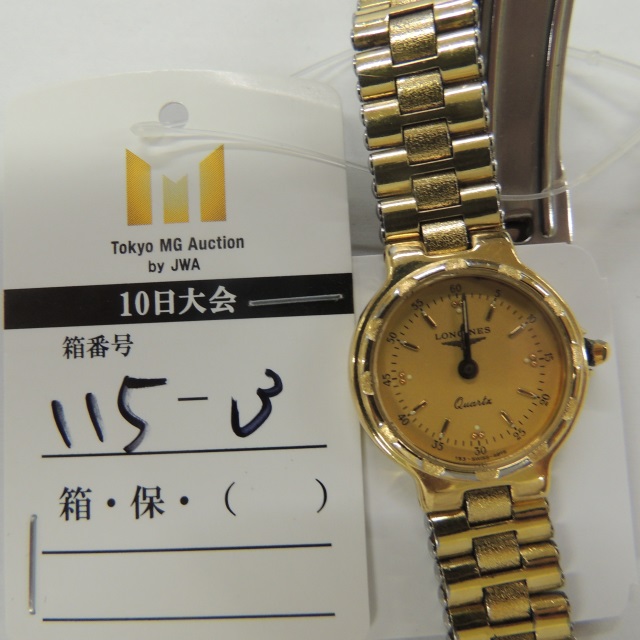 Tokyo MG Auction
by JWA
10日大会
箱番号
115-3
箱・保・( )
60
LONGINES
Quartz